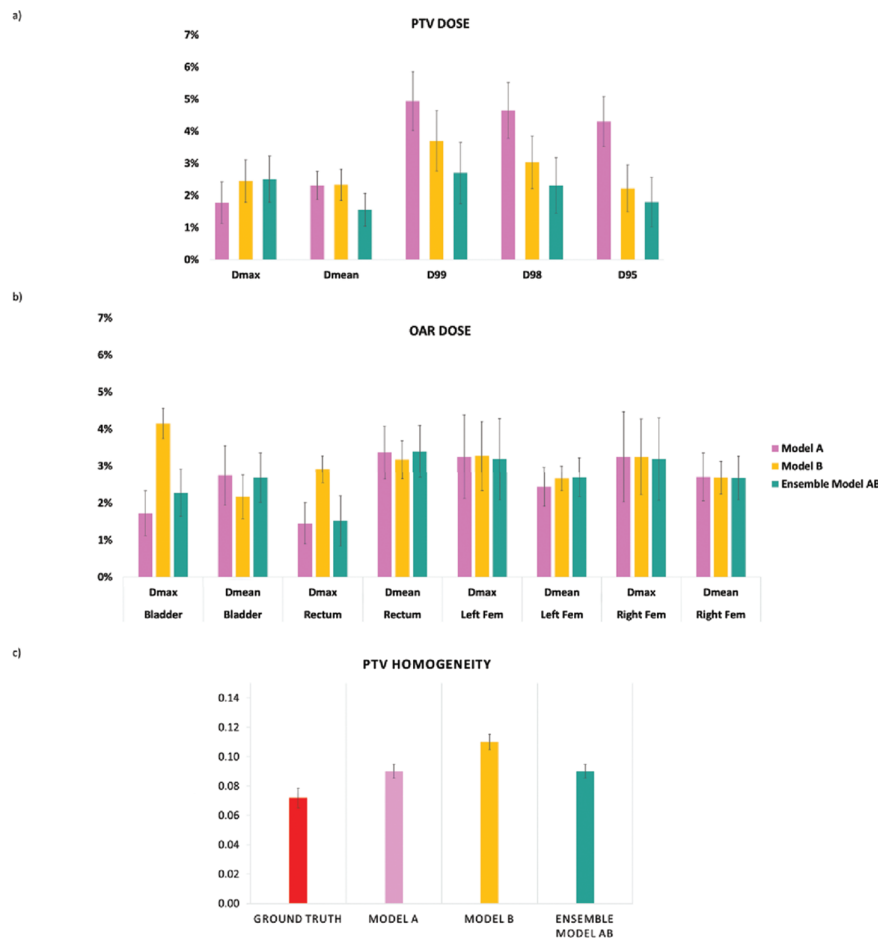 a)
PTV DOSE
7%
6%
5%
4%
3%
2%
1%
0%
Dmax Dmean D99 D98 D95
b)
OAR DOSE
7%
6%
5%
4%
3%
2%
1%
0%
Dmax Dmean Dmax Dmean Dmax Dmean Dmax Dmean
Bladder Bladder Rectum Rectum Left Fem Left Fem Right Fem Right Fem
Model A
Model B
Ensemble Model AB
c)
PTV HOMOGENEITY
0.14
0.12
0.10
0.08
0.06
0.04
0.02
0.00
GROUND TRUTH MODEL A MODEL B ENSEMBLE
MODEL AB